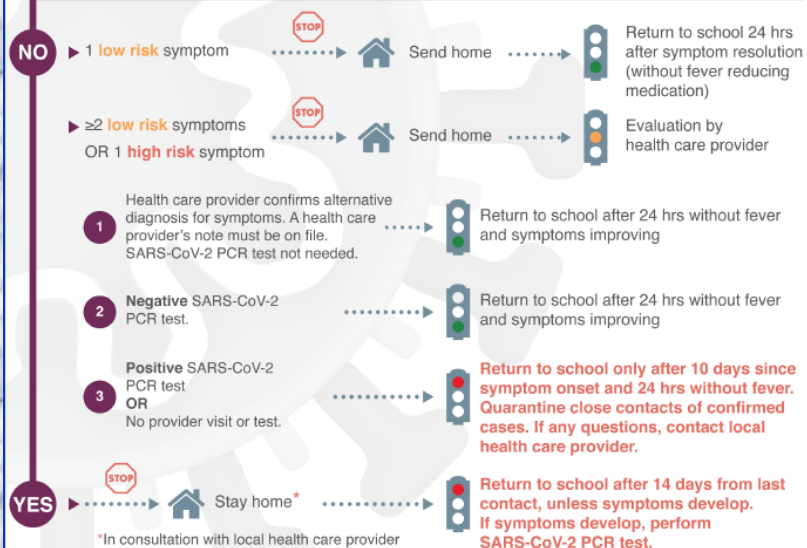 STOP
NO
1 low risk symptom
Send home
Return to school 24 hrs
after symptom resolution
(without fever reducing
medication)
STOP
≥2 low risk symptoms
OR 1 high risk symptom
Send home
Evaluation by
health care provider
1
Health care provider confirms alternative
diagnosis for symptoms. A health care
provider's note must be on file.
SARS-CoV-2 PCR test not needed.
Return to school after 24 hrs without fever
and symptoms improving
2
Negative SARS-CoV-2
PCR test.
Return to school after 24 hrs without fever
and symptoms improving
3
Positive SARS-CoV-2
PCR test
OR
No provider visit or test.
Return to school only after 10 days since
symptom onset and 24 hrs without fever.
Quarantine close contacts of confirmed
cases. If any questions, contact local
health care provider.
STOP
YES
Stay home*
Return to school after 14 days from last
contact, unless symptoms develop.
If symptoms develop, perform
SARS-CoV-2 PCR test.
*In consultation with local health care provider